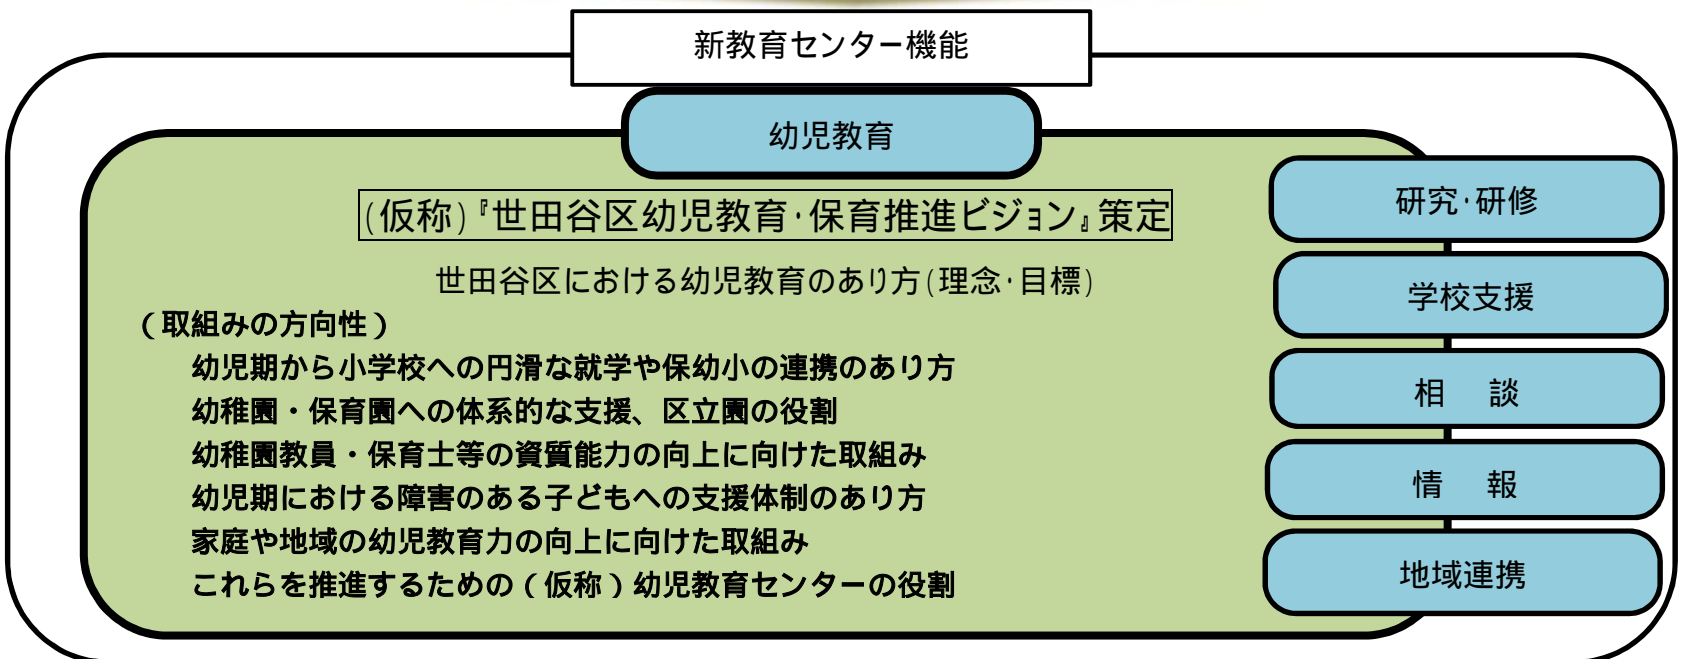 新教育センター機能
幼児教育
(仮称)『世田谷区幼児教育・保育推進ビジョン』策定
世田谷区における幼児教育のあり方(理念・目標)
（取組みの方向性）
幼児期から小学校への円滑な就学や保幼小の連携のあり方
幼稚園・保育園への体系的な支援、区立園の役割
幼稚園教員・保育士等の資質能力の向上に向けた取組み
幼児期における障害のある子どもへの支援体制のあり方
家庭や地域の幼児教育力の向上に向けた取組み
これらを推進するための（仮称）幼児教育センターの役割
研究・研修
学校支援
相　談
情　報
地域連携